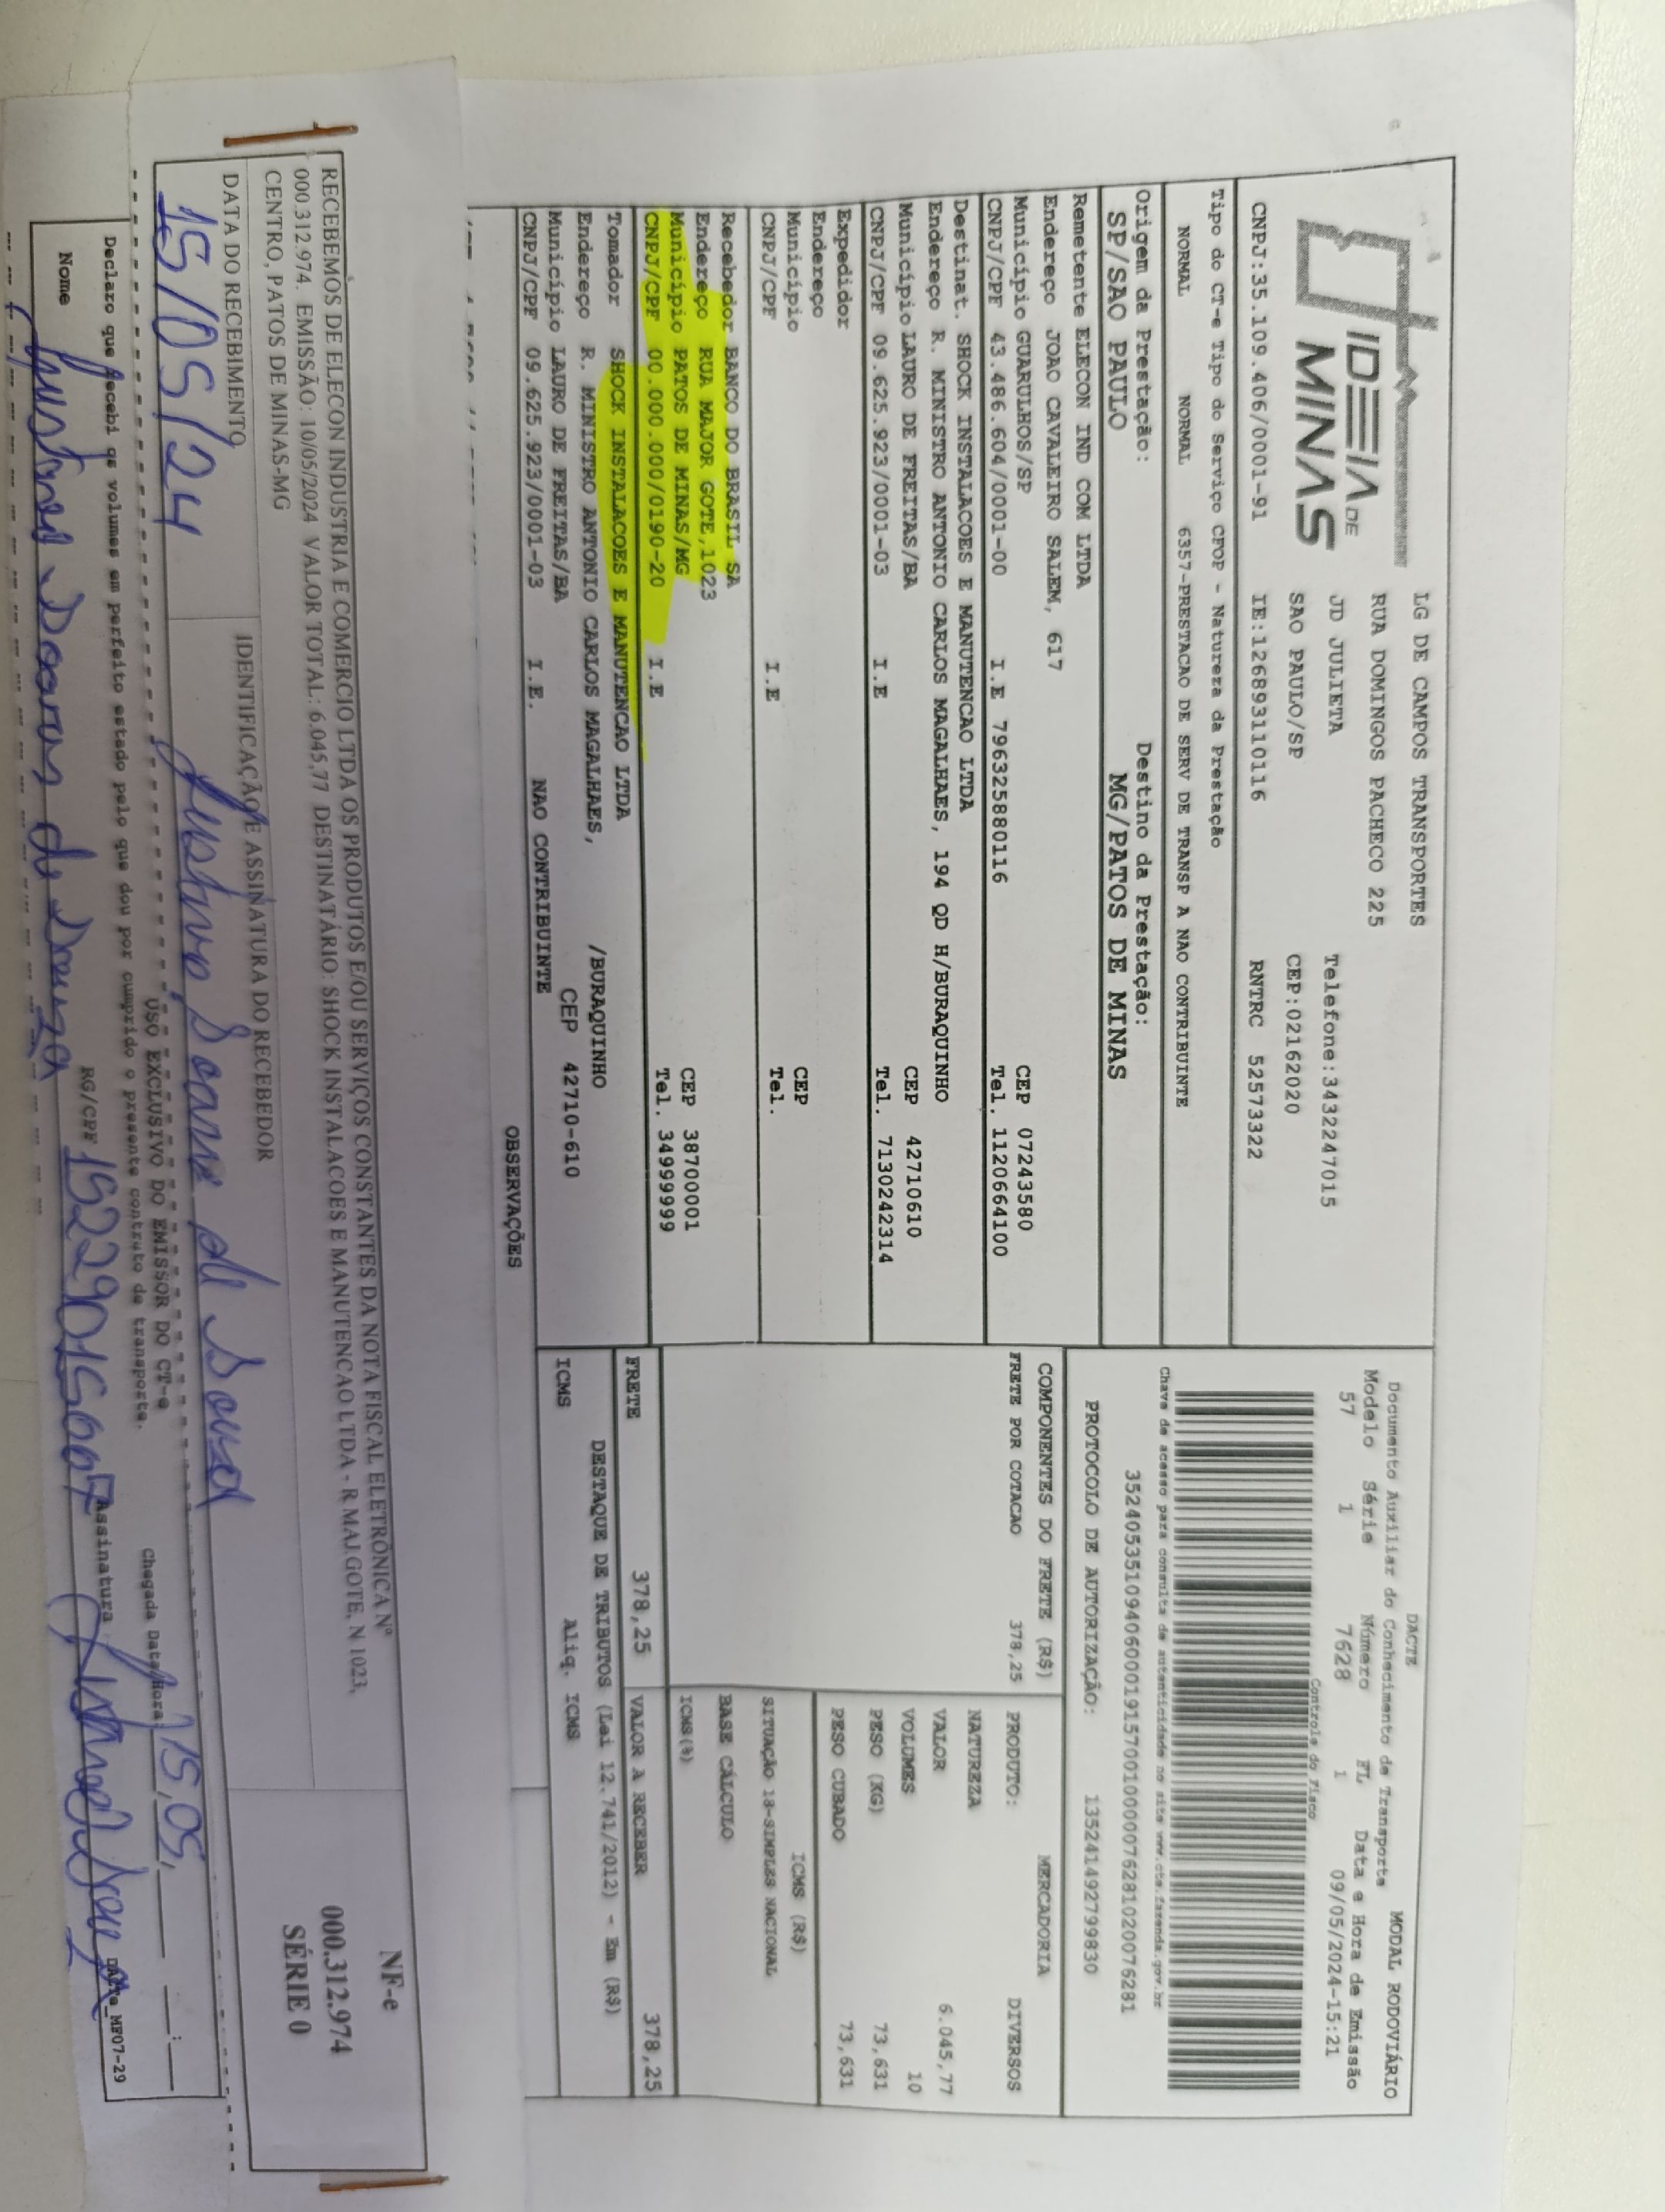 IDEIA DE
MINAS
LG DE CAMPOS TRANSPORTES
RUA DOMINGOS PACHECO 225
JD JULIETA Telefone:3432247015
SAO PAULO/SP CEP:02162020
CNPJ:35.109.406/0001-91 IE:126893110116 RNTRC 52573322
Tipo do CT-e Tipo do Serviço CFOP - Natureza da Prestação
NORMAL NORMAL 6357-PRESTACAO DE SERV DE TRANSP A NAO CONTRIBUINTE
Origem da Prestação: Destino da Prestação:
SP/SAO PAULO MG/PATOS DE MINAS
Remetente ELECON IND COM LTDA
Endereço JOAO CAVALEIRO SALEM, 617
Município GUARULHOS/SP CEP 07243580
CNPJ/CPF 43.486.604/0001-00 I.E 796325880116 Tel. 1120664100
Destinat. SHOCK INSTALACOES E MANUTENCAO LTDA
Endereço R. MINISTRO ANTONIO CARLOS MAGALHAES, 194 QD H/BURAQUINHO
Município LAURO DE FREITAS/BA CEP 42710610
CNPJ/CPF 09.625.923/0001-03 I.E Tel. 7130242314
Expedidor
Endereço
Município CEP
CNPJ/CPF I.E Tel.
Recebedor BANCO DO BRASIL SA
Endereço RUA MAJOR GOTE,1023
Município PATOS DE MINAS/MG CEP 38700001
CNPJ/CPF 00.000.000/0190-20 I.E Tel. 34999999
Tomador SHOCK INSTALACOES E MANUTENCAO LTDA
Endereço R. MINISTRO ANTONIO CARLOS MAGALHAES, /BURAQUINHO
Município LAURO DE FREITAS/BA CEP 42710-610
CNPJ/CPF 09.625.923/0001-03 I.E. NAO CONTRIBUINTE
OBSERVAÇÕES
DACTE MODAL RODOVIÁRIO
Documento Auxiliar do Conhecimento de Transporte
Modelo Série Número FL Data e Hora de Emissão
57 1 7628 1 09/05/2024-15:21
Controle do Fisco
Chave de acesso para consulta de autenticidade no site www.cte.fazenda.gov.br
35240535109406000191570010000076281020076281
PROTOCOLO DE AUTORIZAÇÃO: 135241492799830
COMPONENTES DO FRETE (R$) MERCADORIA
FRETE POR COTACAO 378,25 PRODUTO: DIVERSOS
NATUREZA
VALOR 6.045,77
VOLUMES 10
PESO (KG) 73,631
PESO CUBADO 73,631
ICMS (R$)
SITUAÇÃO 18-SIMPLES NACIONAL
BASE CÁLCULO
ICMS(%)
FRETE 378,25 VALOR A RECEBER 378,25
DESTAQUE DE TRIBUTOS (Lei 12.741/2012) - Em (R$)
ICMS Aliq. ICMS
RECEBEMOS DE ELECON INDUSTRIA E COMERCIO LTDA OS PRODUTOS E/OU SERVIÇOS CONSTANTES DA NOTA FISCAL ELETRÔNICA Nº
000.312.974 EMISSÃO: 10/05/2024 VALOR TOTAL: 6.045,77 DESTINATÁRIO: SHOCK INSTALACOES E MANUTENCAO LTDA - R MAJ.GOTE, N 1023,
CENTRO, PATOS DE MINAS-MG
NF-e
000.312.974
SÉRIE 0
DATA DO RECEBIMENTO IDENTIFICAÇÃO E ASSINATURA DO RECEBEDOR
15/05/24 Gustavo Soares de Souza
USO EXCLUSIVO DO EMISSOR DO CT-e
Declaro que recebi os volumes em perfeito estado pelo que dou por cumprido o presente contrato de transporte.
Chegada Data/Hora 15,05,
Nome Gustavo Soares de Souza RG/CPF Assinatura
DACTe_MF07-29